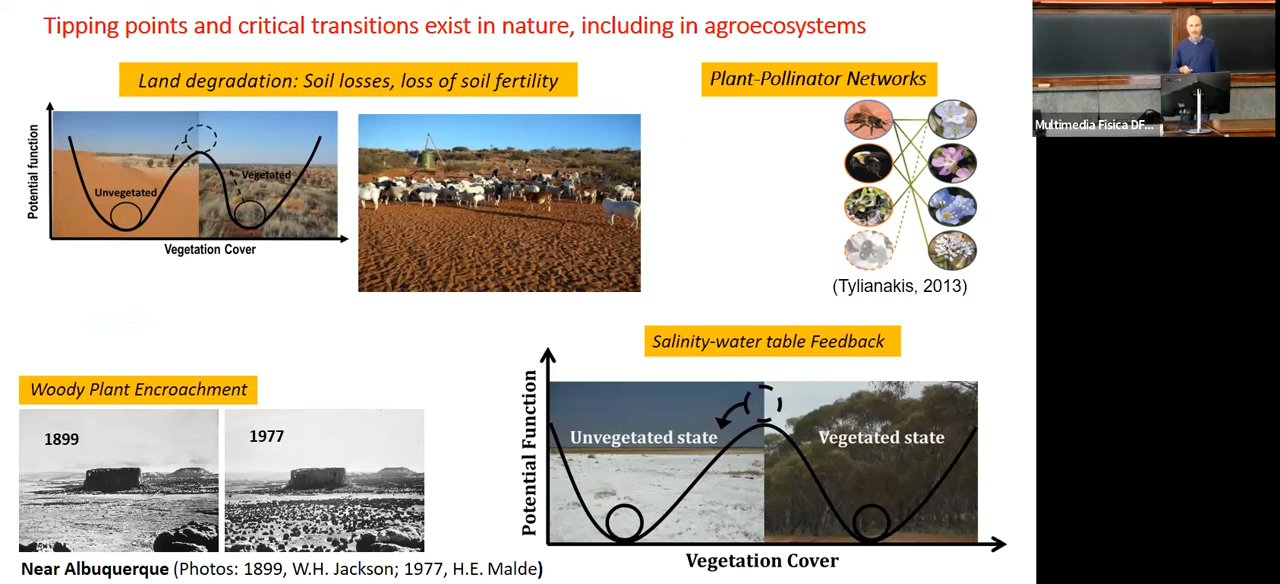 Tipping points and critical transitions exist in nature, including in agroecosystems
Land degradation: Soil losses, loss of soil fertility
Plant-Pollinator Networks
Potential function
Unvegetated
Vegetated
Vegetation Cover
(Tylianakis, 2013)
Multimedia Fisica DF...
Woody Plant Encroachment
1899
1977
Near Albuquerque (Photos: 1899, W.H. Jackson; 1977, H.E. Malde)
Salinity-water table Feedback
Potential Function
Unvegetated state
Vegetated state
Vegetation Cover